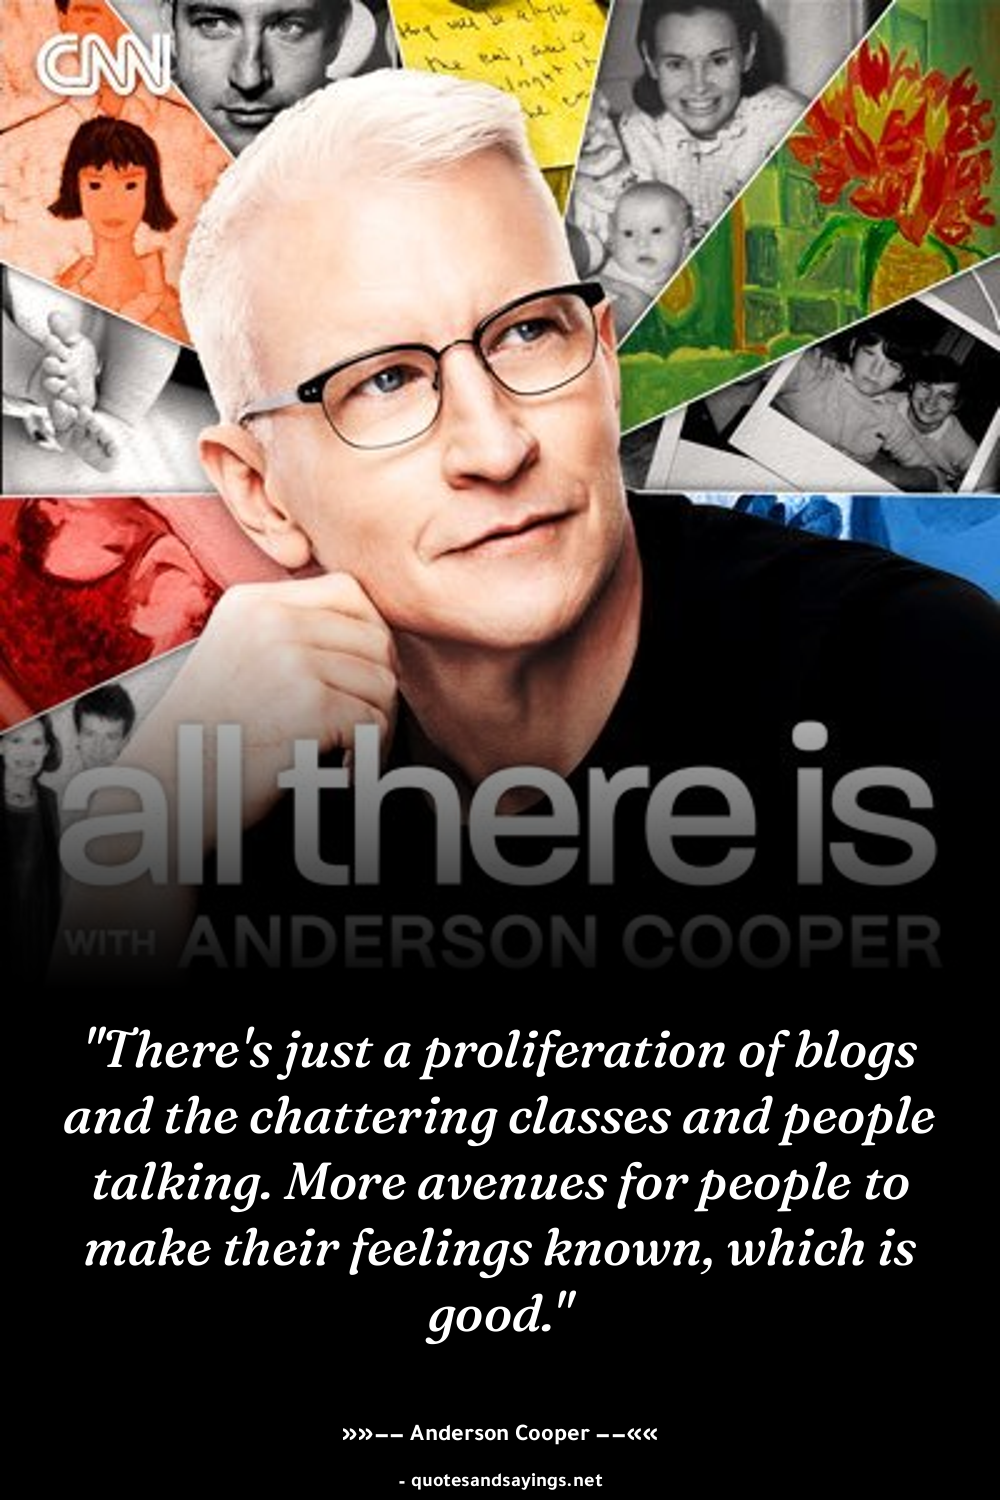 CNN
all there is
WITH ANDERSON COOPER
"There's just a proliferation of blogs
and the chattering classes and people
talking. More avenues for people to
make their feelings known, which is
good."
»»–– Anderson Cooper ––««
- quotesandsayings.net